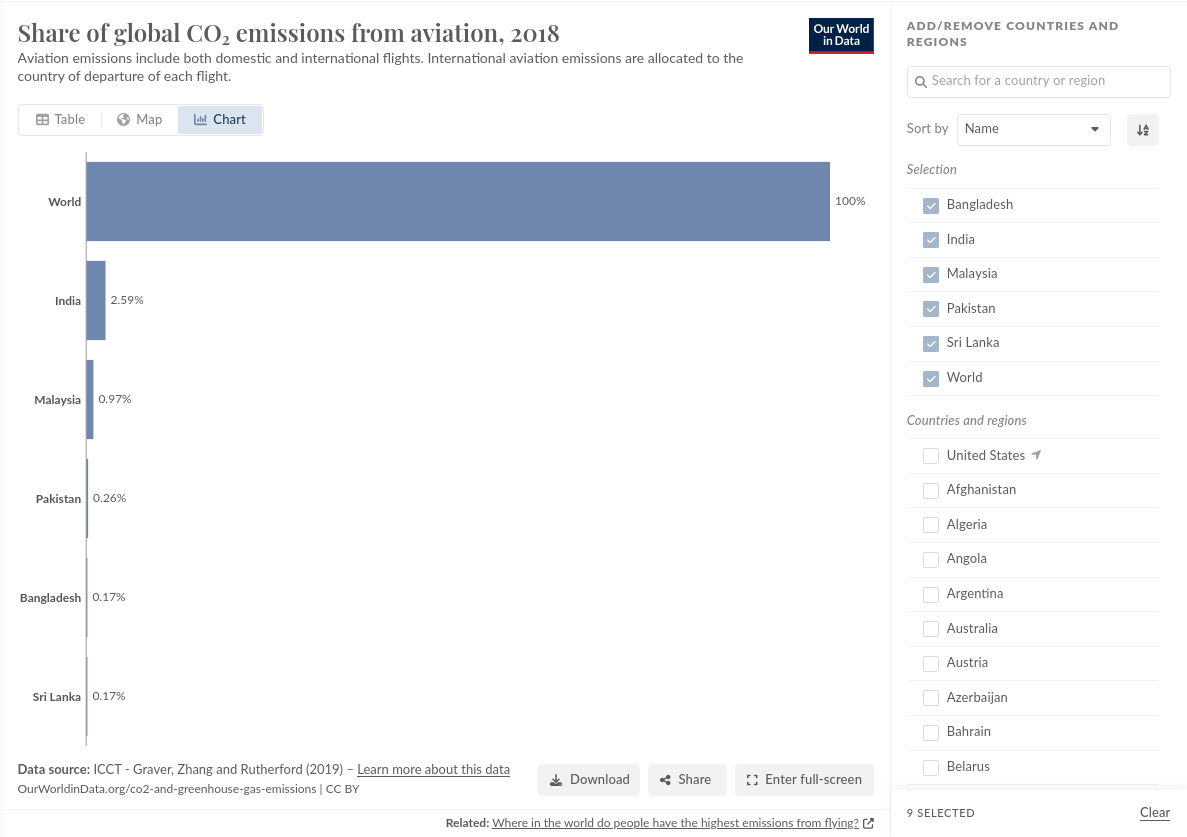 Share of global CO₂ emissions from aviation, 2018
Aviation emissions include both domestic and international flights. International aviation emissions are allocated to the
country of departure of each flight.
Our World
in Data
Table
Map
Chart
World
100%
India
2.59%
Malaysia
0.97%
Pakistan
0.26%
Bangladesh
0.17%
Sri Lanka
0.17%
Data source: ICCT - Graver, Zhang and Rutherford (2019) – Learn more about this data
OurWorldinData.org/co2-and-greenhouse-gas-emissions | CC BY
Download
Share
Enter full-screen
Related: Where in the world do people have the highest emissions from flying?
ADD/REMOVE COUNTRIES AND
REGIONS
Search for a country or region
Sort by
Name
Selection
Bangladesh
India
Malaysia
Pakistan
Sri Lanka
World
Countries and regions
United States
Afghanistan
Algeria
Angola
Argentina
Australia
Austria
Azerbaijan
Bahrain
Belarus
9 SELECTED
Clear